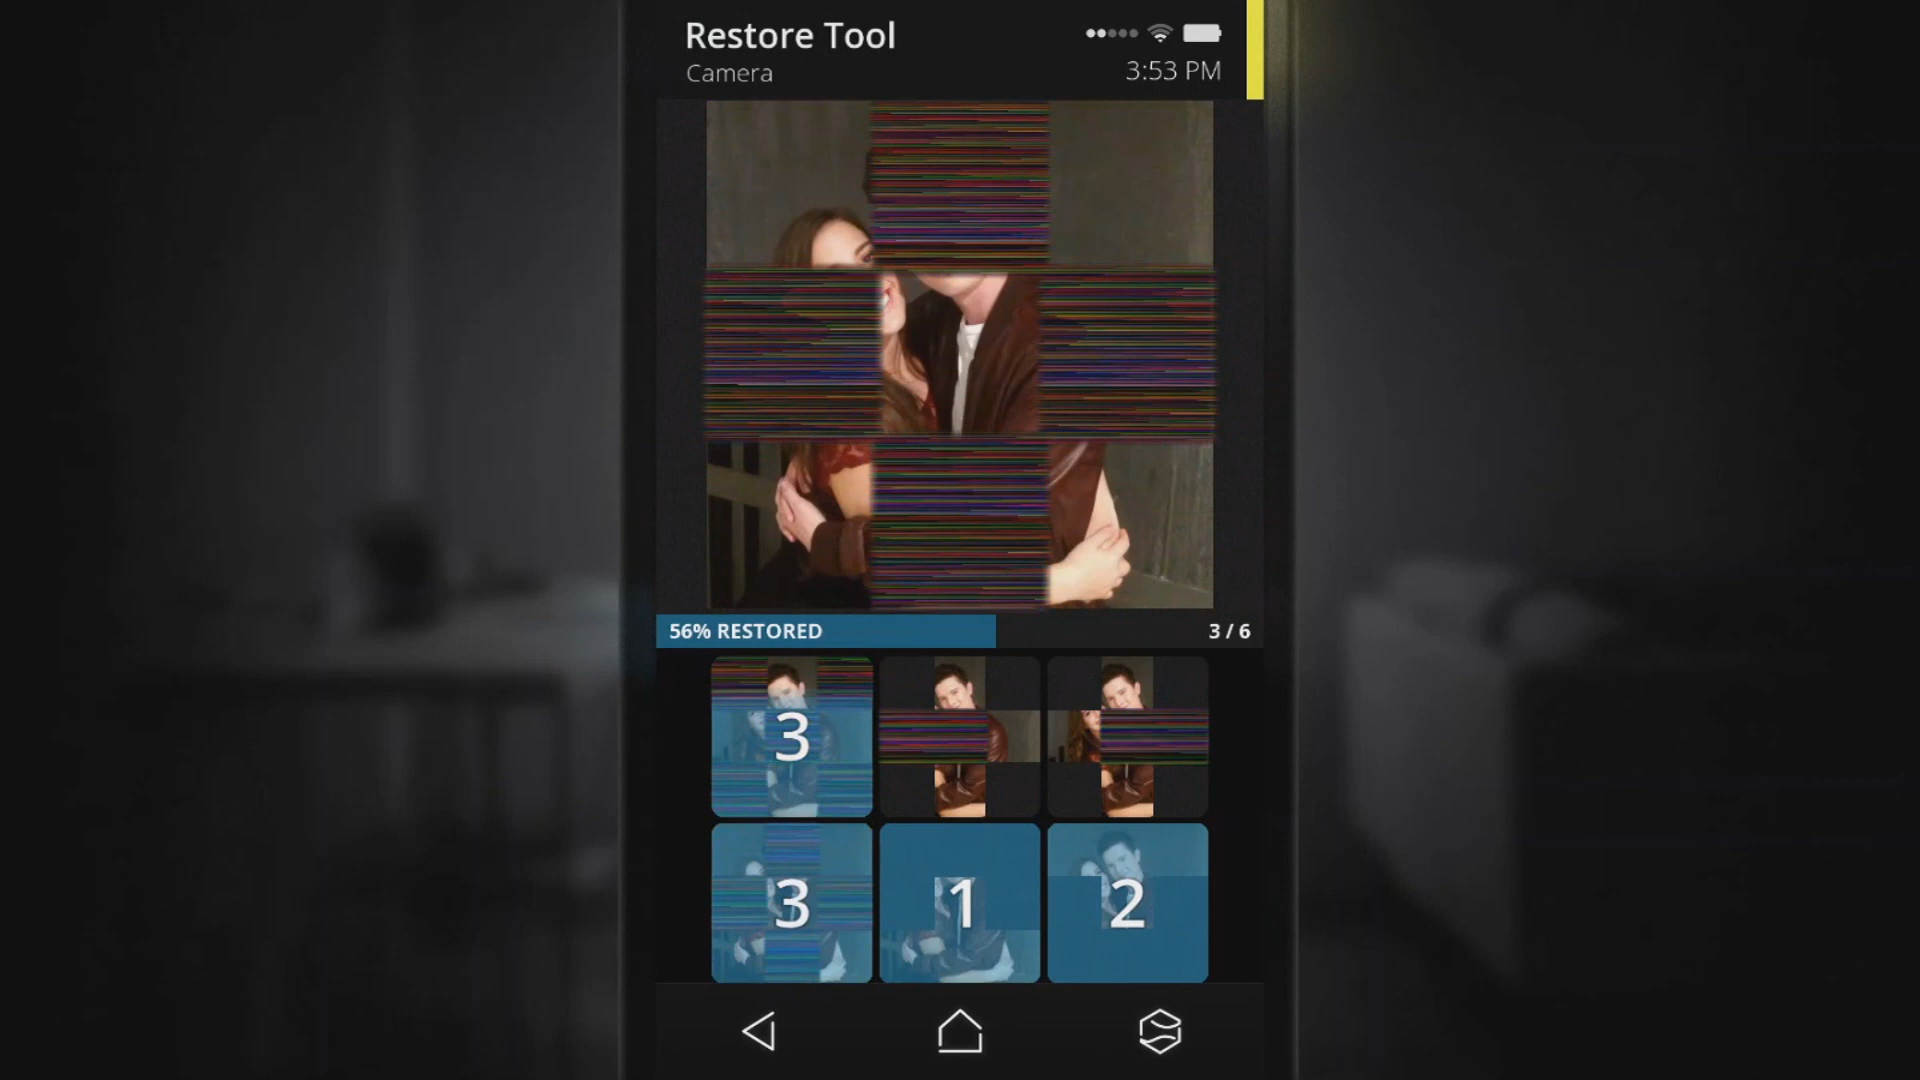 Restore Tool
Camera
3:53 PM
56% RESTORED
3 / 6
3
3
1
2